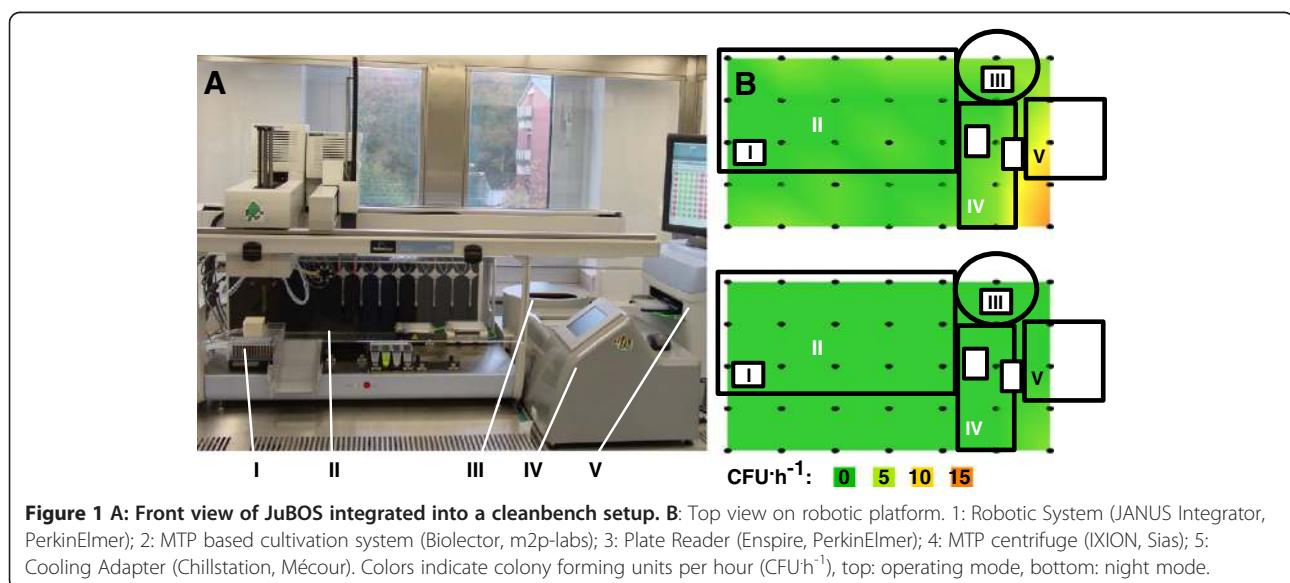 A
I II III IV V
B
III
II
I
V
IV
III
II
I
V
IV
CFU·h⁻¹: 0 5 10 15
Figure 1 A: Front view of JuBOS integrated into a cleanbench setup. B: Top view on robotic platform. 1: Robotic System (JANUS Integrator,
PerkinElmer); 2: MTP based cultivation system (Biolector, m2p-labs); 3: Plate Reader (Enspire, PerkinElmer); 4: MTP centrifuge (IXION, Sias); 5:
Cooling Adapter (Chillstation, Mécour). Colors indicate colony forming units per hour (CFU·h⁻¹), top: operating mode, bottom: night mode.